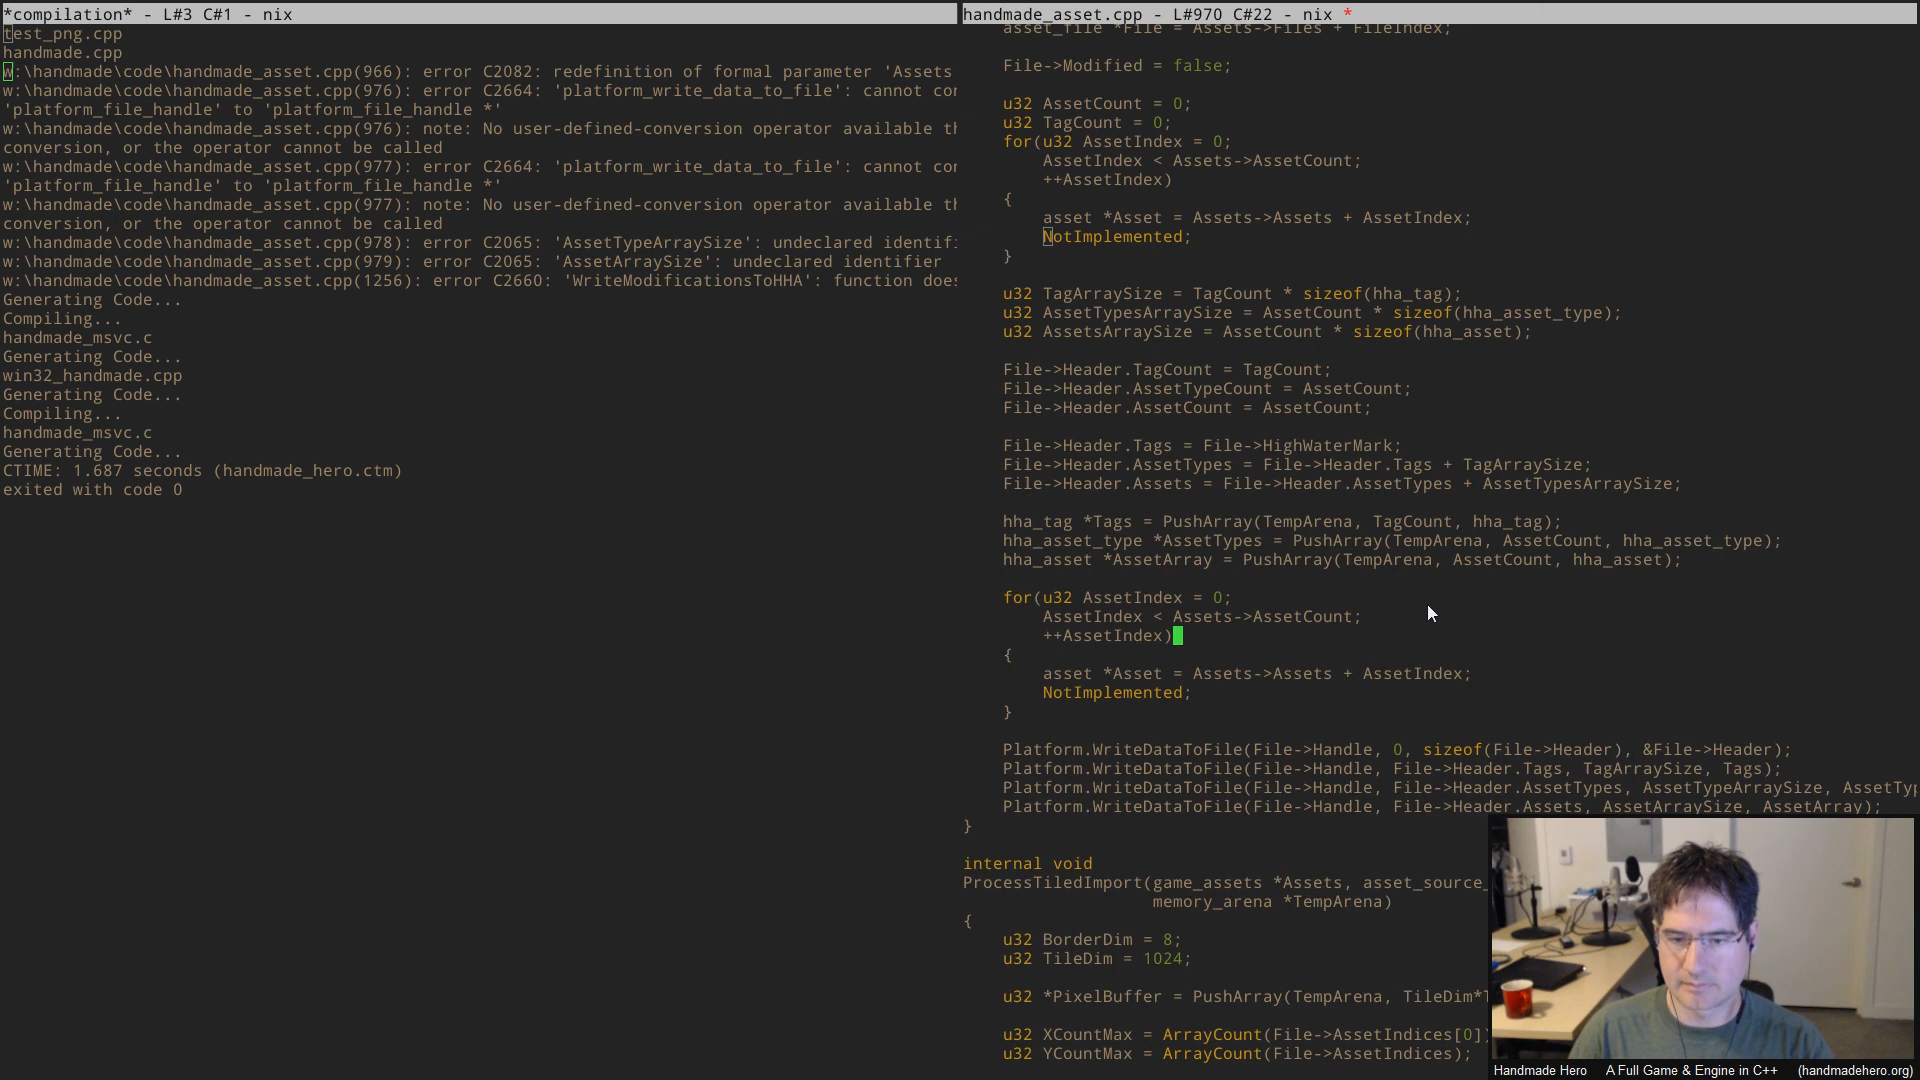 *compilation* - L#3 C#1 - nix
test_png.cpp
handmade.cpp
w:\handmade\code\handmade_asset.cpp(966): error C2082: redefinition of formal parameter 'Assets
w:\handmade\code\handmade_asset.cpp(976): error C2664: 'platform_write_data_to_file': cannot
'platform_file_handle' to 'platform_file_handle *'
w:\handmade\code\handmade_asset.cpp(976): note: No user-defined-conversion operator available
conversion, or the operator cannot be called
w:\handmade\code\handmade_asset.cpp(977): error C2664: 'platform_write_data_to_file': cannot
'platform_file_handle' to 'platform_file_handle *'
w:\handmade\code\handmade_asset.cpp(977): note: No user-defined-conversion operator available
conversion, or the operator cannot be called
w:\handmade\code\handmade_asset.cpp(978): error C2065: 'AssetTypeArraySize': undeclared
w:\handmade\code\handmade_asset.cpp(979): error C2065: 'AssetArraySize': undeclared identifier
w:\handmade\code\handmade_asset.cpp(1256): error C2660: 'WriteModificationsToHHA': function does
Generating Code...
Compiling...
handmade_msvc.c
Generating Code...
win32_handmade.cpp
Generating Code...
Compiling...
handmade_msvc.c
Generating Code...
CTIME: 1.687 seconds (handmade_hero.ctm)
exited with code 0
handmade_asset.cpp - L#970 C#22 - nix *
asset_file *File = Assets->Files + FileIndex;
File->Modified = false;
u32 AssetCount = 0;
u32 TagCount = 0;
for(u32 AssetIndex = 0;
AssetIndex < Assets->AssetCount;
++AssetIndex)
{
asset *Asset = Assets->Assets + AssetIndex;
NotImplemented;
}
u32 TagArraySize = TagCount * sizeof(hha_tag);
u32 AssetTypesArraySize = AssetCount * sizeof(hha_asset_type);
u32 AssetsArraySize = AssetCount * sizeof(hha_asset);
File->Header.TagCount = TagCount;
File->Header.AssetTypeCount = AssetCount;
File->Header.AssetCount = AssetCount;
File->Header.Tags = File->HighWaterMark;
File->Header.AssetTypes = File->Header.Tags + TagArraySize;
File->Header.Assets = File->Header.AssetTypes + AssetTypesArraySize;
hha_tag *Tags = PushArray(TempArena, TagCount, hha_tag);
hha_asset_type *AssetTypes = PushArray(TempArena, AssetCount, hha_asset_type);
hha_asset *AssetArray = PushArray(TempArena, AssetCount, hha_asset);
for(u32 AssetIndex = 0;
AssetIndex < Assets->AssetCount;
++AssetIndex)
{
asset *Asset = Assets->Assets + AssetIndex;
NotImplemented;
}
Platform.WriteDataToFile(File->Handle, 0, sizeof(File->Header), &File->Header);
Platform.WriteDataToFile(File->Handle, File->Header.Tags, TagArraySize, Tags);
Platform.WriteDataToFile(File->Handle, File->Header.AssetTypes, AssetTypeArraySize, AssetTyp
Platform.WriteDataToFile(File->Handle, File->Header.Assets, AssetArraySize, AssetArray);
}
internal void
ProcessTiledImport(game_assets *Assets, asset_source_
memory_arena *TempArena)
{
u32 BorderDim = 8;
u32 TileDim = 1024;
u32 *PixelBuffer = PushArray(TempArena, TileDim*
u32 XCountMax = ArrayCount(File->AssetIndices[0])
u32 YCountMax = ArrayCount(File->AssetIndices);
Handmade Hero A Full Game & Engine in C++ (handmadehero.org)